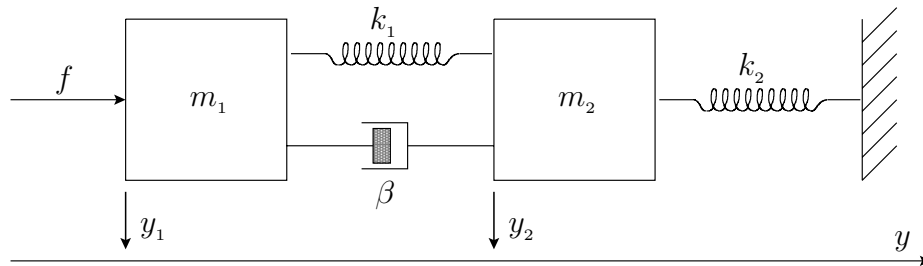 k₁
k₂
f
m₁
m₂
β
y₁
y₂
y